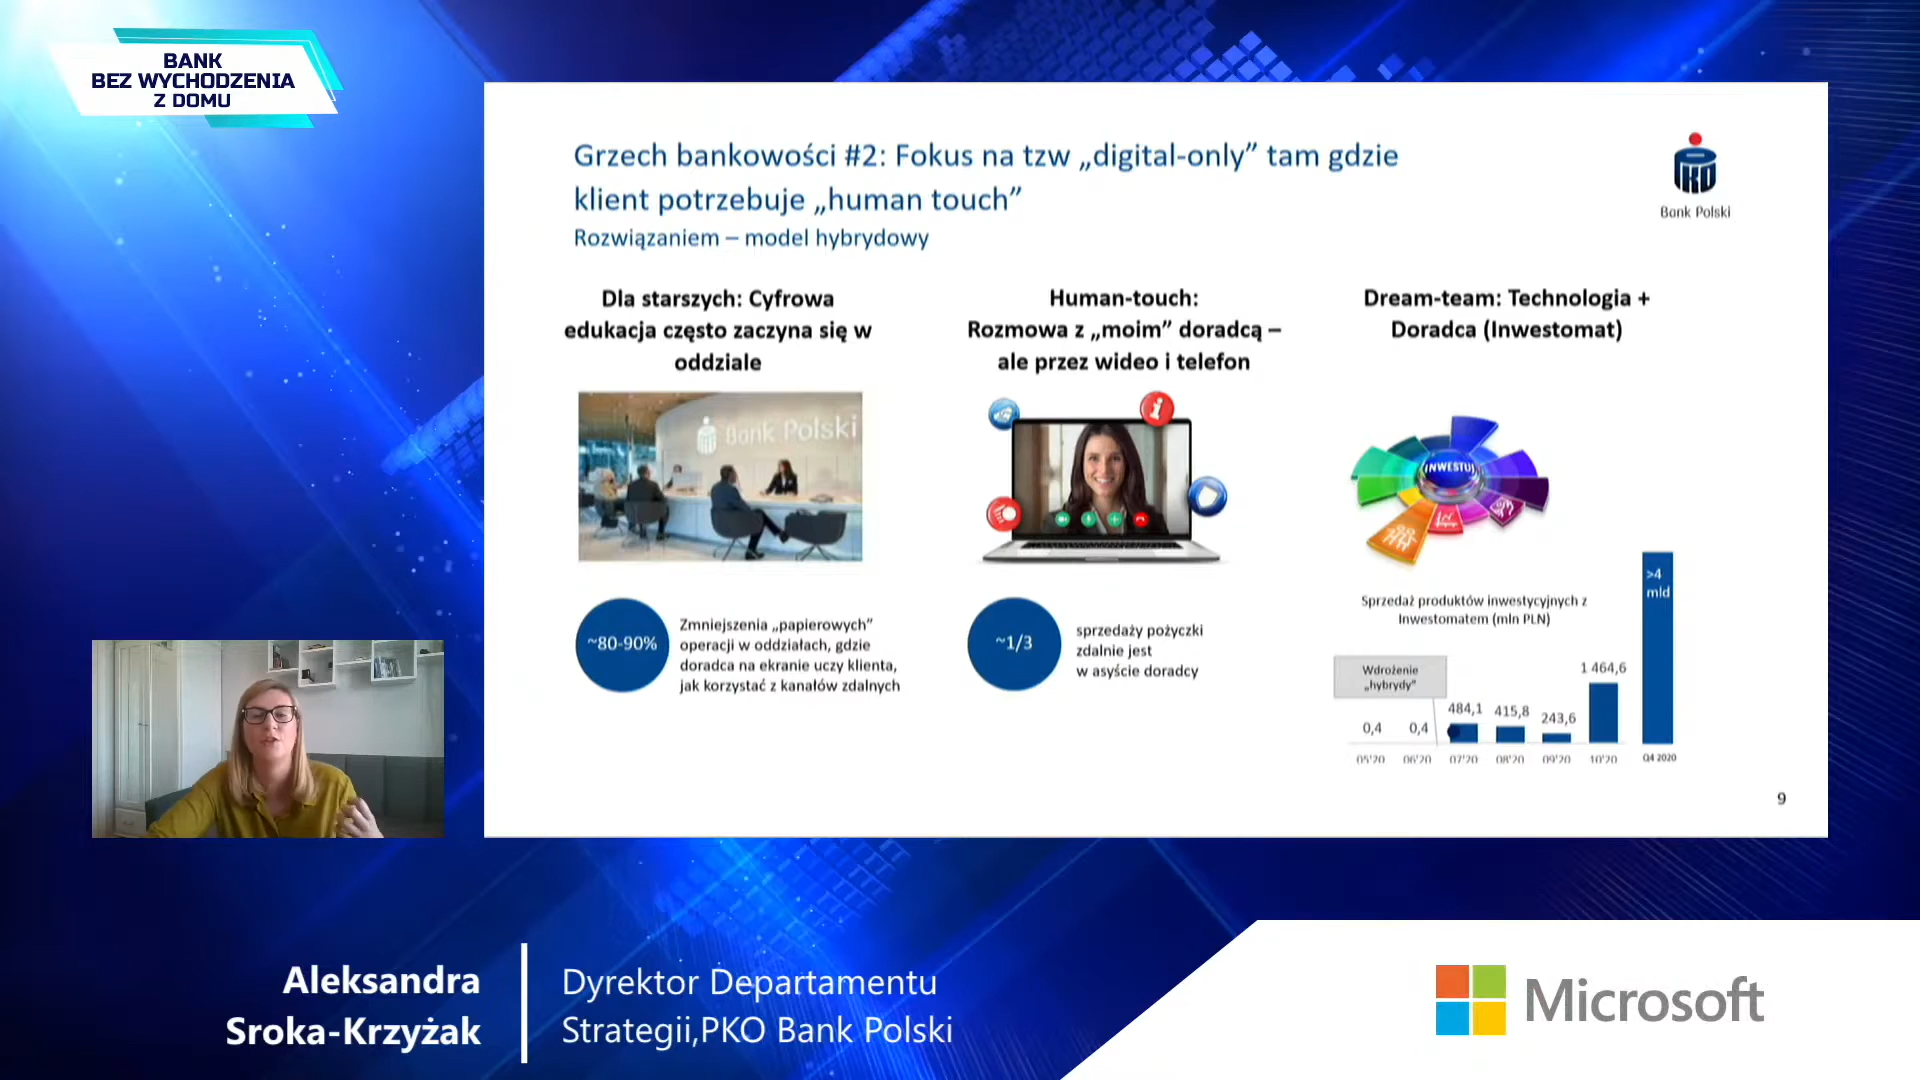 BANK
BEZ WYCHODZENIA
Z DOMU
Grzech bankowości #2: Fokus na tzw „digital-only” tam gdzie
klient potrzebuje „human touch”
Rozwiązaniem – model hybrydowy
Bank Polski
Dla starszych: Cyfrowa
edukacja często zaczyna się w
oddziale
Bank Polski
~80-90%
Zmniejszenia „papierowych”
operacji w oddziałach, gdzie
doradca na ekranie uczy klienta,
jak korzystać z kanałów zdalnych
Human-touch:
Rozmowa z „moim” doradcą –
ale przez wideo i telefon
~1/3
sprzedaży pożyczki
zdalnie jest
w asyście doradcy
Dream-team: Technologia +
Doradca (Inwestomat)
INWESTUJ
Sprzedaż produktów inwestycyjnych z
Inwestomatem (mln PLN)
Wdrożenie
„hybrydy”
0,4
0,4
484,1
415,8
243,6
1 464,6
>4
mld
05'20
06'20
07'20
08'20
09'20
10'20
Q4 2020
9
Aleksandra
Sroka-Krzyżak
Dyrektor Departamentu
Strategii,PKO Bank Polski
Microsoft